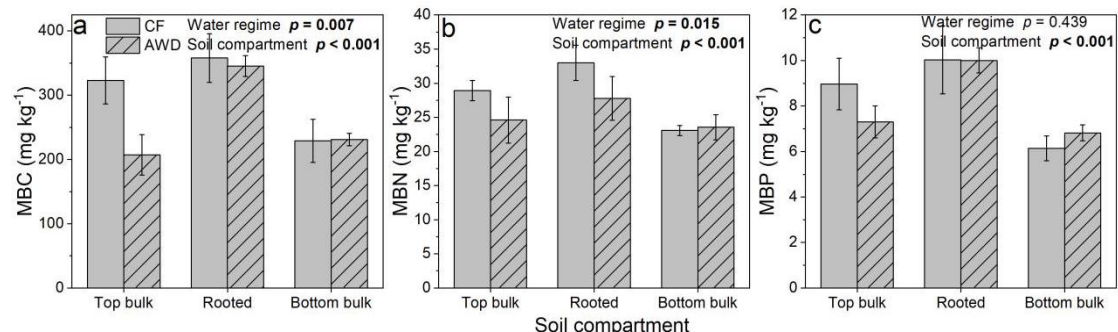 a
CF
AWD
Water regime p = 0.007
Soil compartment p < 0.001
MBC (mg kg⁻¹)
400
300
200
100
0
Top bulk Rooted Bottom bulk
b
Water regime p = 0.015
Soil compartment p < 0.001
MBN (mg kg⁻¹)
40
35
30
25
20
15
10
5
0
Top bulk Rooted Bottom bulk
c
Water regime p = 0.439
Soil compartment p < 0.001
MBP (mg kg⁻¹)
12
10
8
6
4
2
0
Top bulk Rooted Bottom bulk
Soil compartment